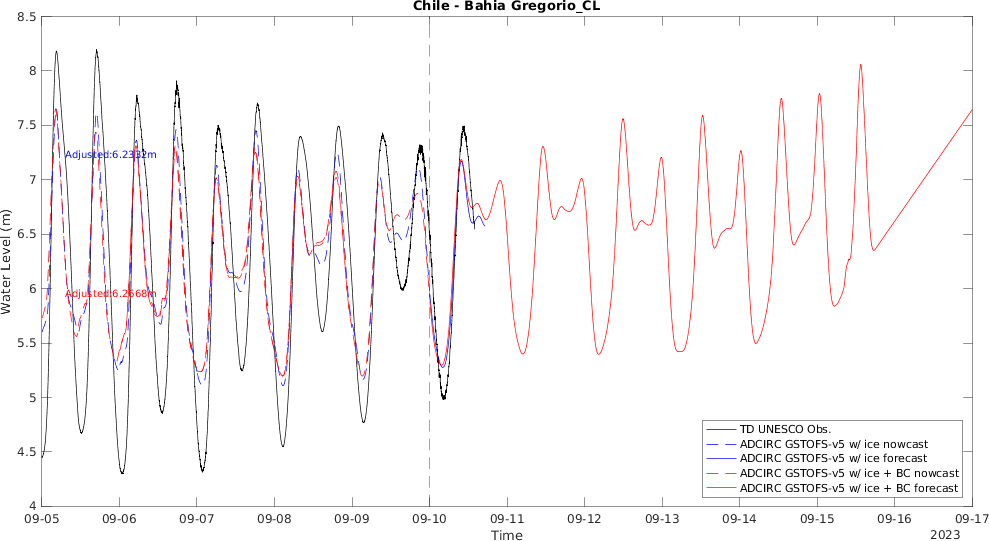 Chile - Bahia Gregorio_CL
8.5
8
7.5
7
6.5
6
5.5
5
4.5
4
Water Level (m)
Adjusted:6.2332m
Adjusted:6.2668m
TD UNESCO Obs.
ADCIRC GSTOFS-v5 w/ ice nowcast
ADCIRC GSTOFS-v5 w/ ice forecast
ADCIRC GSTOFS-v5 w/ ice + BC nowcast
ADCIRC GSTOFS-v5 w/ ice + BC forecast
09-05 09-06 09-07 09-08 09-09 09-10 09-11 09-12 09-13 09-14 09-15 09-16 09-17
Time
2023